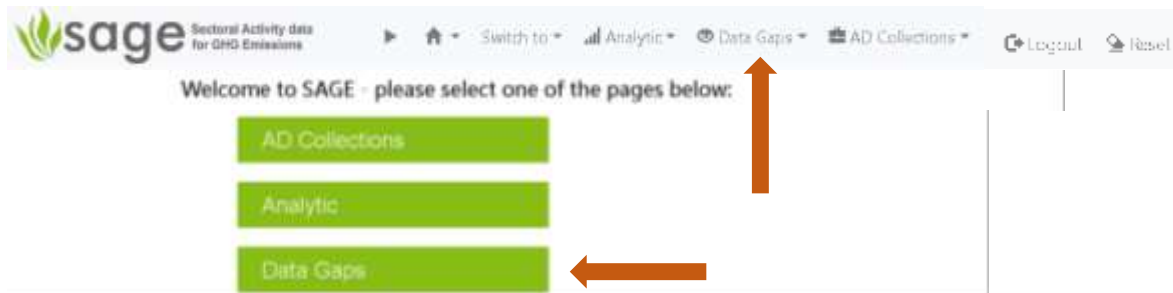 sage Sectoral Activity data
for GHG Emissions
Switch to Analytic Data Gaps AD Collections Logout Reset
Welcome to SAGE - please select one of the pages below:
AD Collections
Analytic
Data Gaps